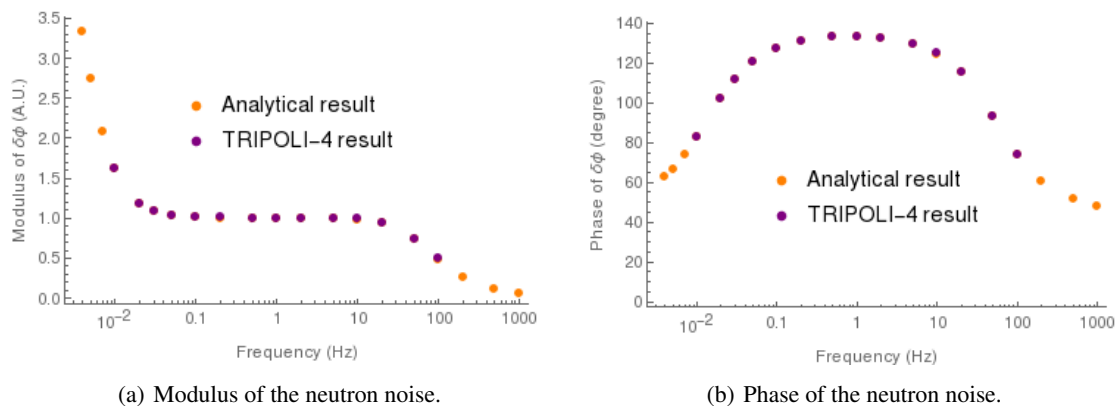 3.5
3.0
2.5
2.0
1.5
1.0
0.5
0.0
Modulus of δϕ (A.U.)
Analytical result
TRIPOLI−4 result
10⁻² 0.1 1 10 100 1000
Frequency (Hz)
(a) Modulus of the neutron noise.
140
120
100
80
60
40
20
0
Phase of δϕ (degree)
Analytical result
TRIPOLI−4 result
10⁻² 0.1 1 10 100 1000
Frequency (Hz)
(b) Phase of the neutron noise.